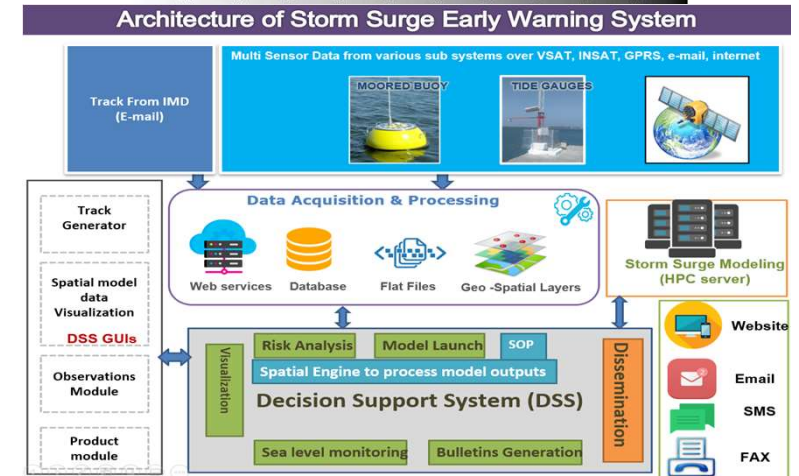 Architecture of Storm Surge Early Warning System
Track From IMD
(E-mail)
Multi Sensor Data from various sub systems over VSAT, INSAT, GPRS, e-mail, internet
MOORED BUOY
TIDE GAUGES
Data Acquisition & Processing
Web services
Database
Flat Files
Geo -Spatial Layers
Track
Generator
Spatial model
data
Visualization
DSS GUIs
Observations
Module
Product
module
Storm Surge Modeling
(HPC server)
Visualization
Risk Analysis
Model Launch
SOP
Spatial Engine to process model outputs
Decision Support System (DSS)
Sea level monitoring
Bulletins Generation
Dissemination
Website
Email
SMS
FAX